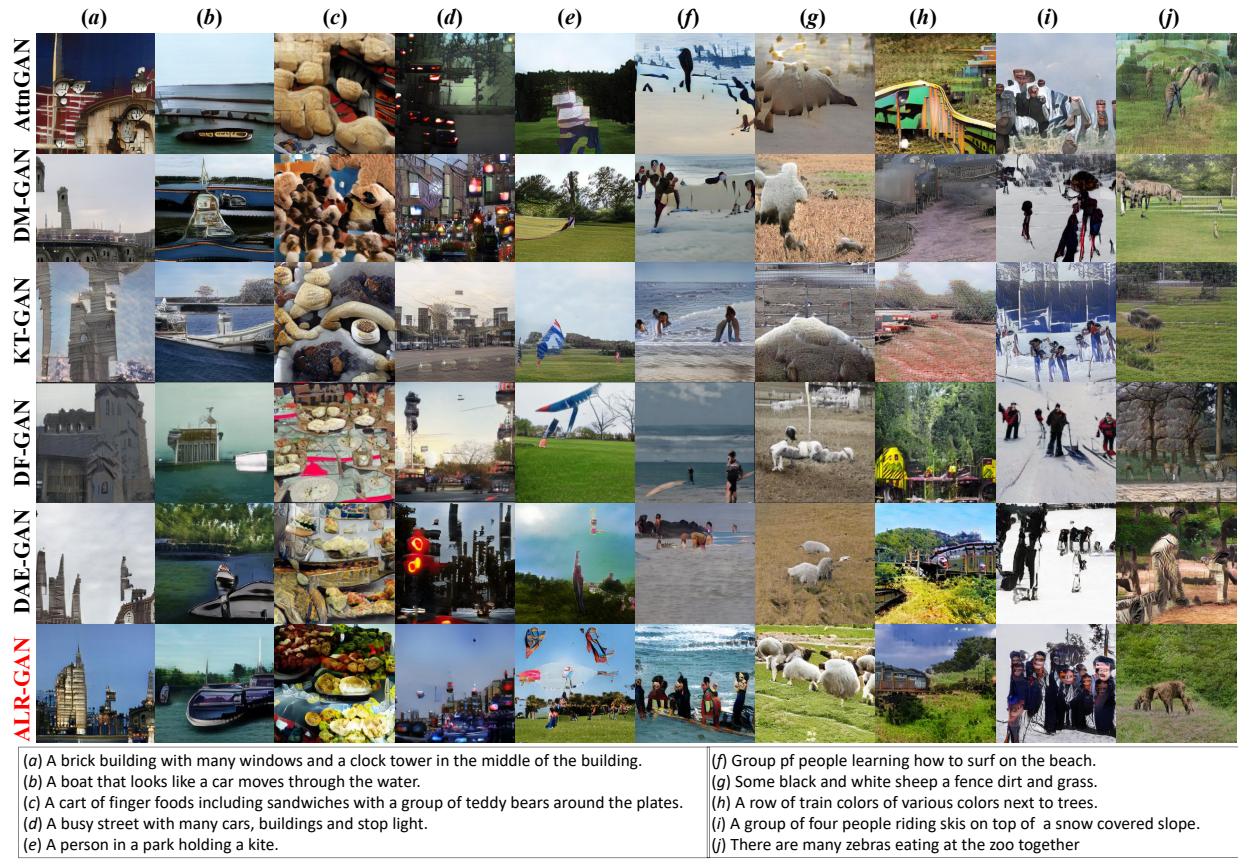 (a) (b) (c) (d) (e) (f) (g) (h) (i) (j)
AttnGAN
DM-GAN
KT-GAN
DF-GAN
DAE-GAN
ALR-GAN
(a) A brick building with many windows and a clock tower in the middle of the building.
(b) A boat that looks like a car moves through the water.
(c) A cart of finger foods including sandwiches with a group of teddy bears around the plates.
(d) A busy street with many cars, buildings and stop light.
(e) A person in a park holding a kite.
(f) Group pf people learning how to surf on the beach.
(g) Some black and white sheep a fence dirt and grass.
(h) A row of train colors of various colors next to trees.
(i) A group of four people riding skis on top of a snow covered slope.
(j) There are many zebras eating at the zoo together